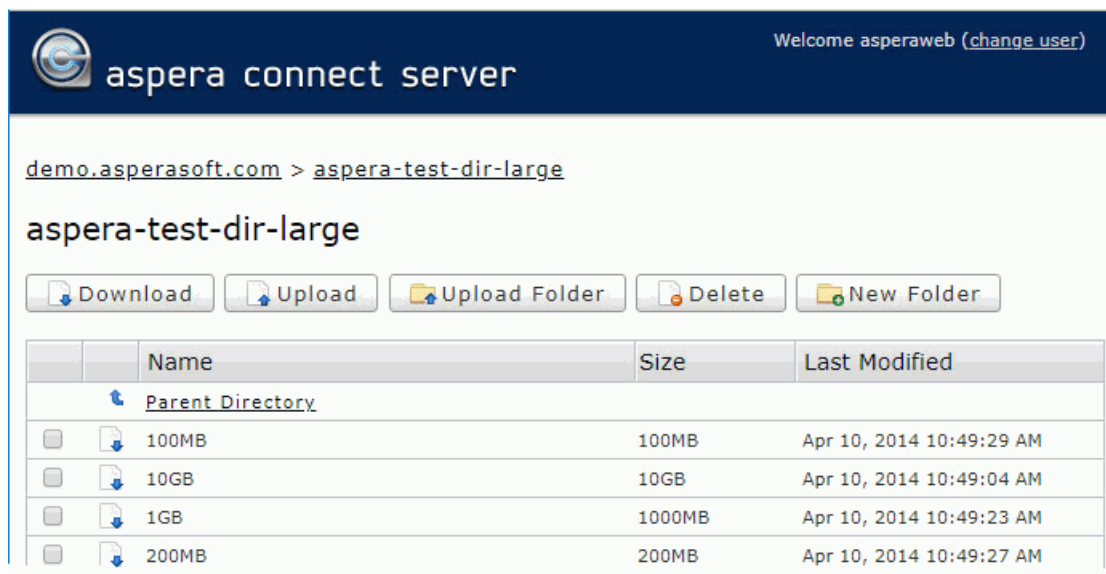 Welcome asperaweb (change user)
aspera connect server
demo.asperasoft.com > aspera-test-dir-large
aspera-test-dir-large
Download Upload Upload Folder Delete New Folder
Name Size Last Modified
Parent Directory
100MB 100MB Apr 10, 2014 10:49:29 AM
10GB 10GB Apr 10, 2014 10:49:04 AM
1GB 1000MB Apr 10, 2014 10:49:23 AM
200MB 200MB Apr 10, 2014 10:49:27 AM